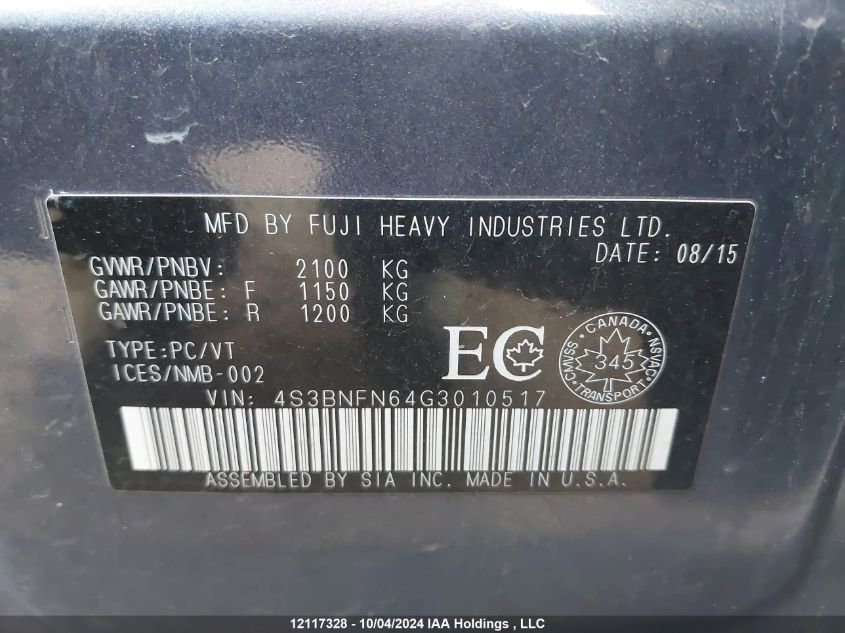 MFD BY FUJI HEAVY INDUSTRIES LTD.
DATE: 08/15
GVWR/PNBV: 2100 KG
GAWR/PNBE: F 1150 KG
GAWR/PNBE: R 1200 KG
TYPE:PC/VT
ICES/NMB-002
EC
CANADA
CMVSS 345 NSVAC
TRANSPORT
VIN: 4S3BNFN64G3010517
ASSEMBLED BY SIA INC. MADE IN U.S.A.
12117328 - 10/04/2024 IAA Holdings , LLC